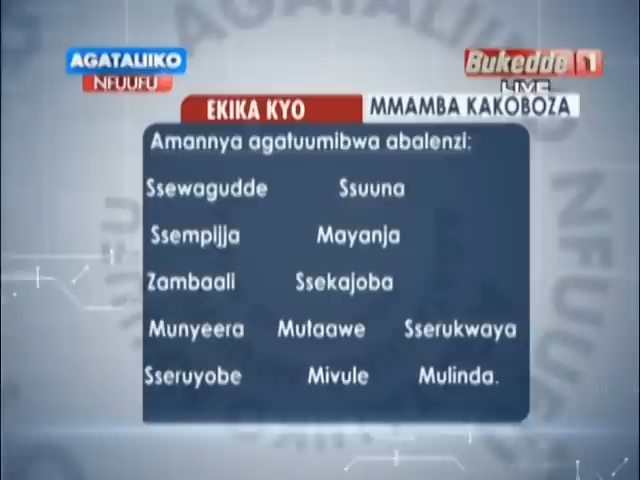 AGATALIIKO
NFUUFU
Bukedde 1
LIVE
EKIKA KYO
MMAMBA KAKOBOZA
Amannya agatuumibwa abalenzi:
Ssewagudde Ssuuna
Ssempijja Mayanja
Zambaali Ssekajoba
Munyeera Mutaawe Sserukwaya
Sseruyobe Mivule Mulinda.